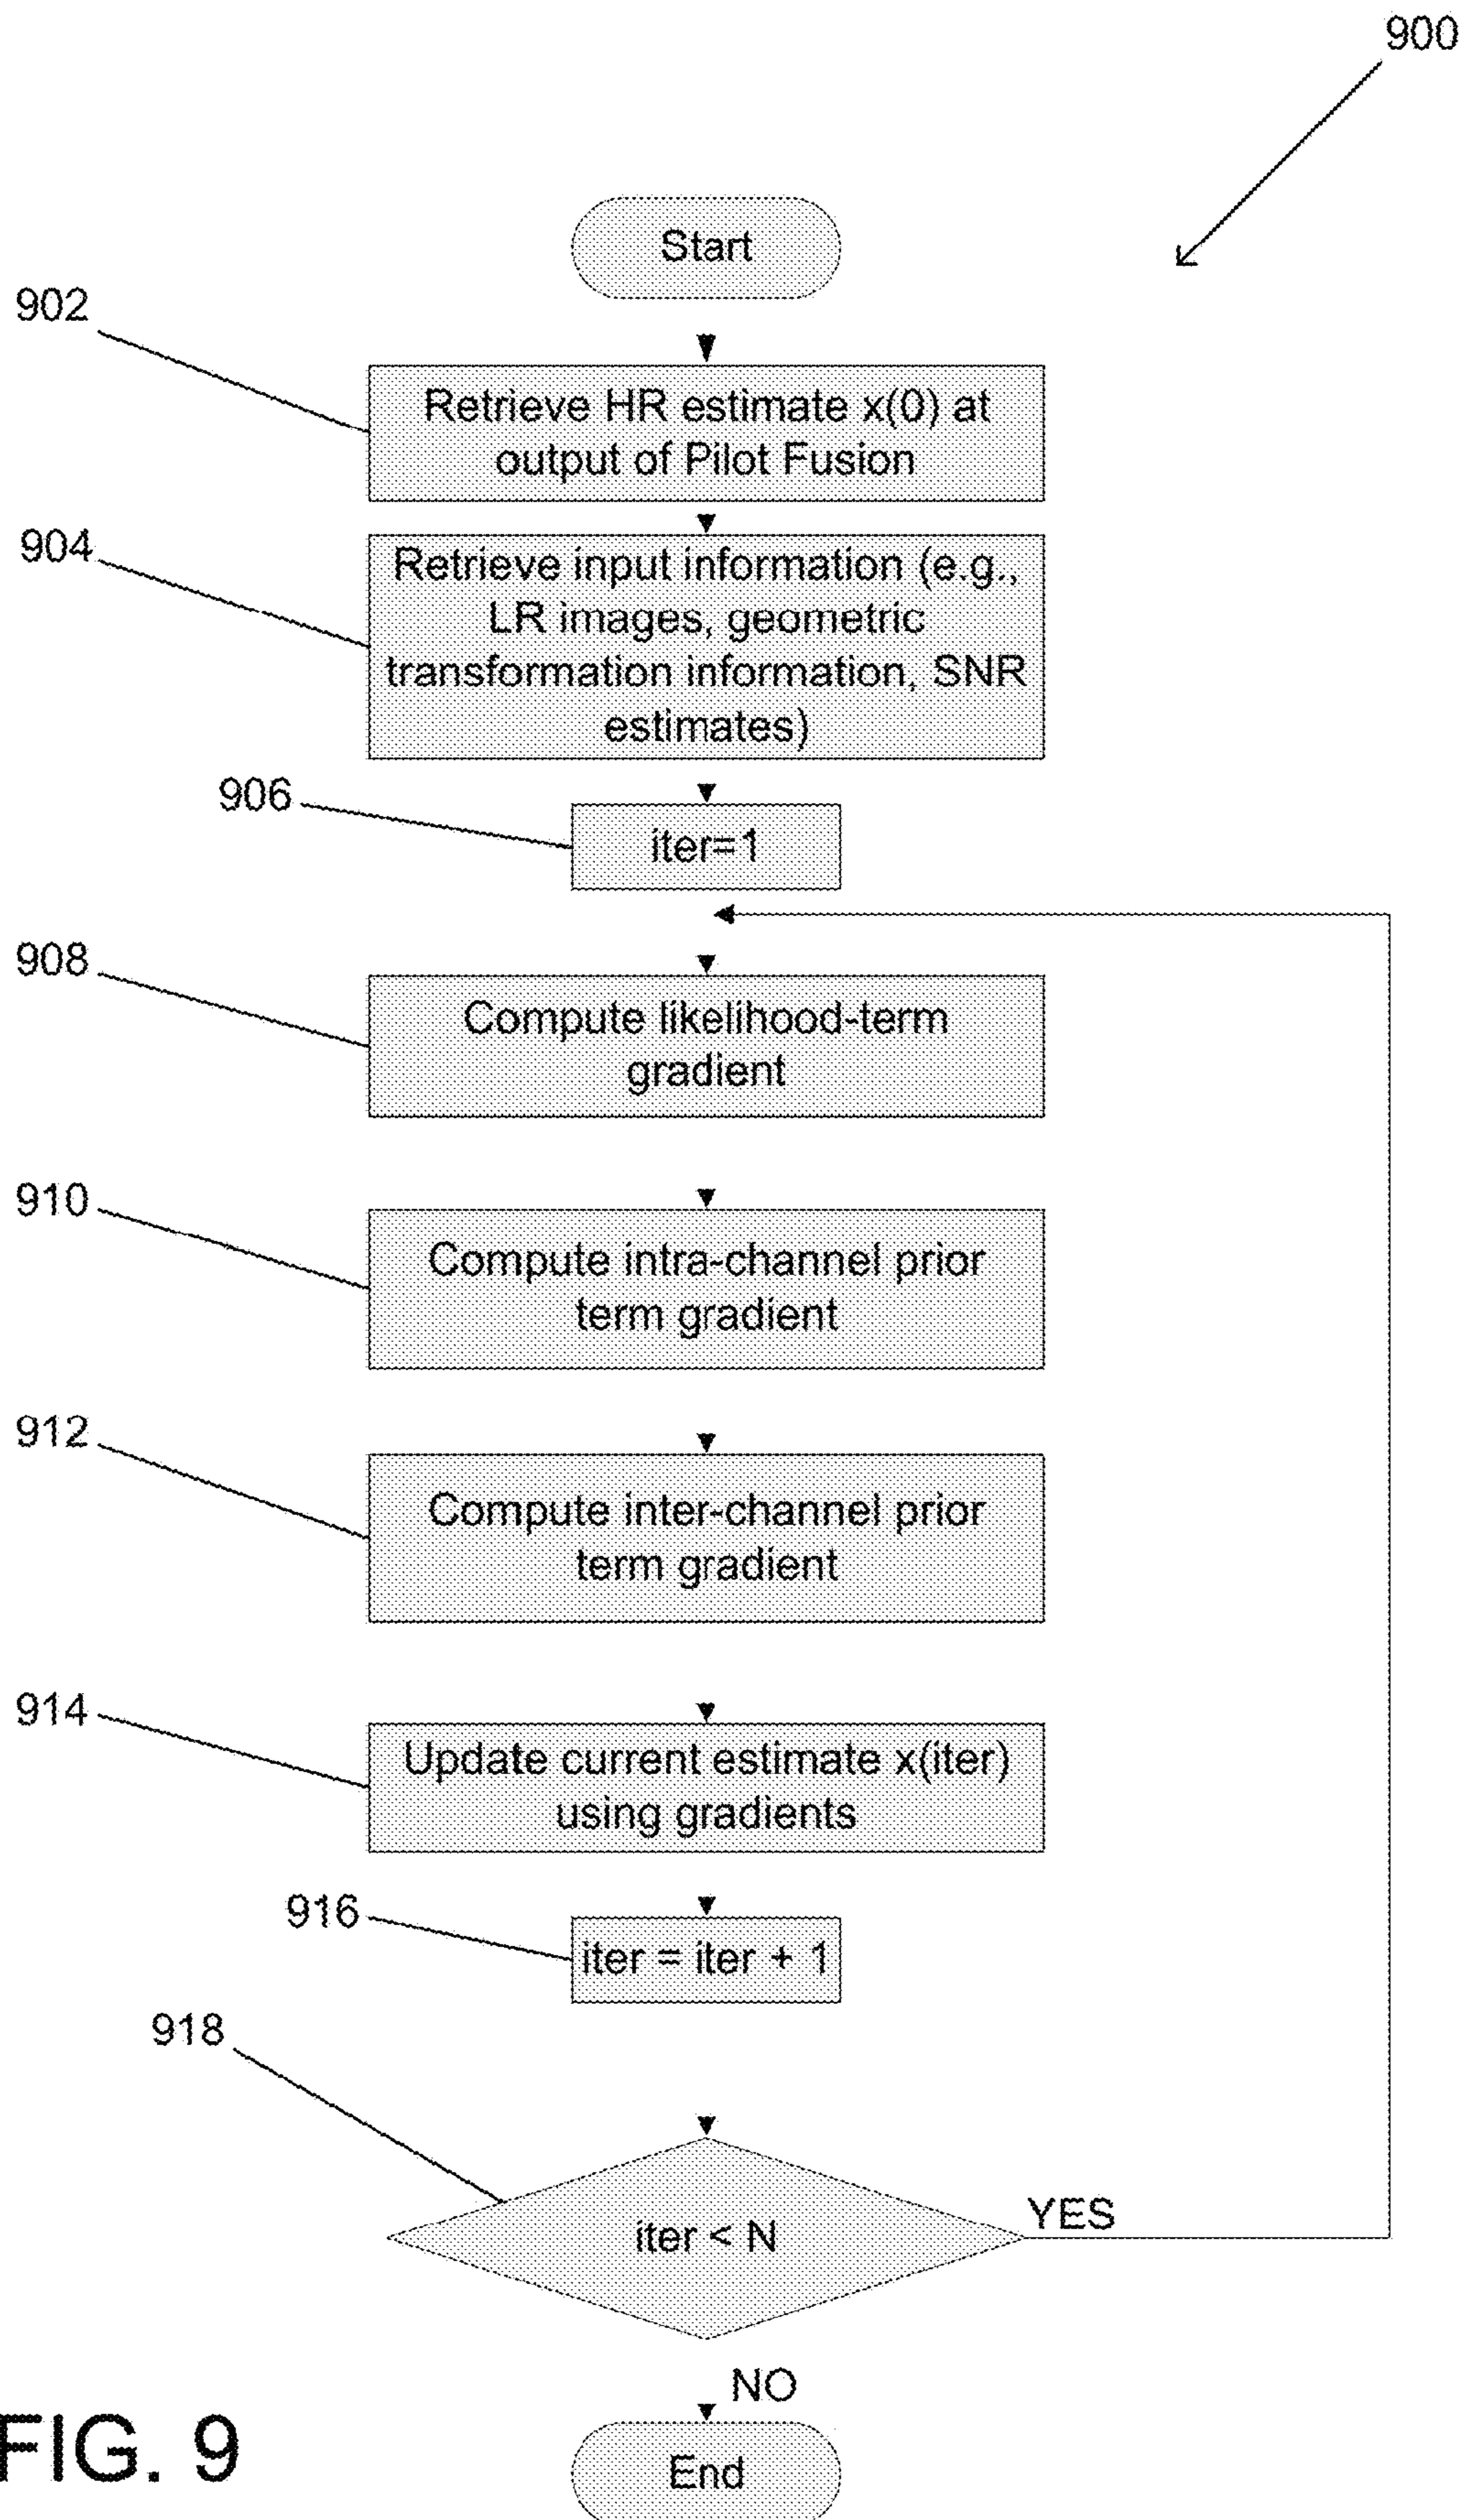 900
Start
902
Retrieve HR estimate x(0) at
output of Pilot Fusion
904
Retrieve input information (e.g.,
LR images, geometric
transformation information, SNR
estimates)
906
iter=1
908
Compute likelihood-term
gradient
910
Compute intra-channel prior
term gradient
912
Compute inter-channel prior
term gradient
914
Update current estimate x(iter)
using gradients
916
iter = iter + 1
918
iter < N
YES
NO
End
FIG. 9